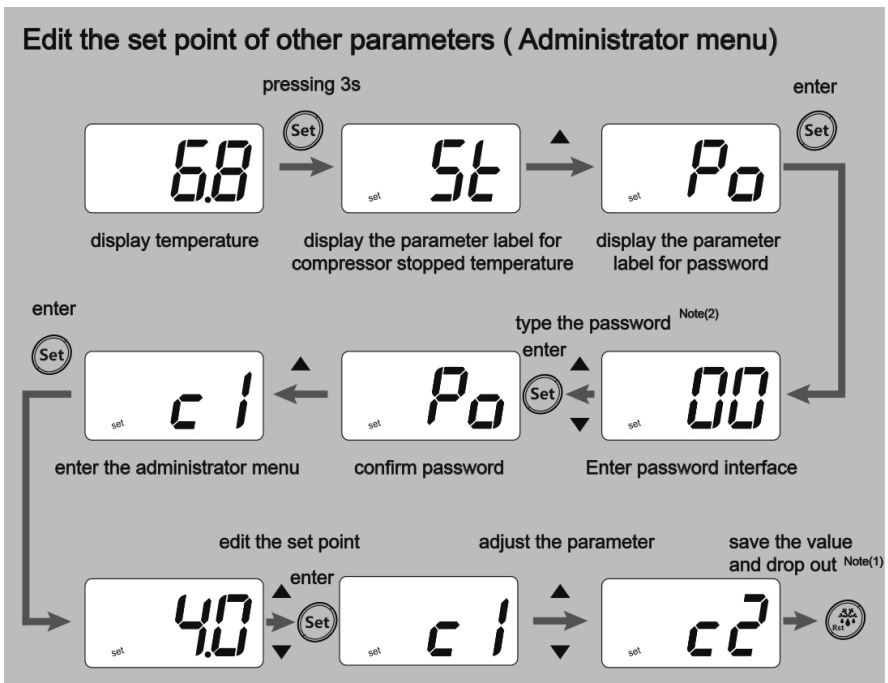 Edit the set point of other parameters ( Administrator menu)
pressing 3s
enter
Set
Set
6.8
set
St
set
Po
display temperature
display the parameter label for
compressor stopped temperature
display the parameter
label for password
enter
type the password Note(2)
enter
Set
set
c1
set
Po
Set
set
00
enter the administrator menu
confirm password
Enter password interface
edit the set point
adjust the parameter
save the value
and drop out Note(1)
enter
set
4.0
Set
set
c1
set
c2
Rst